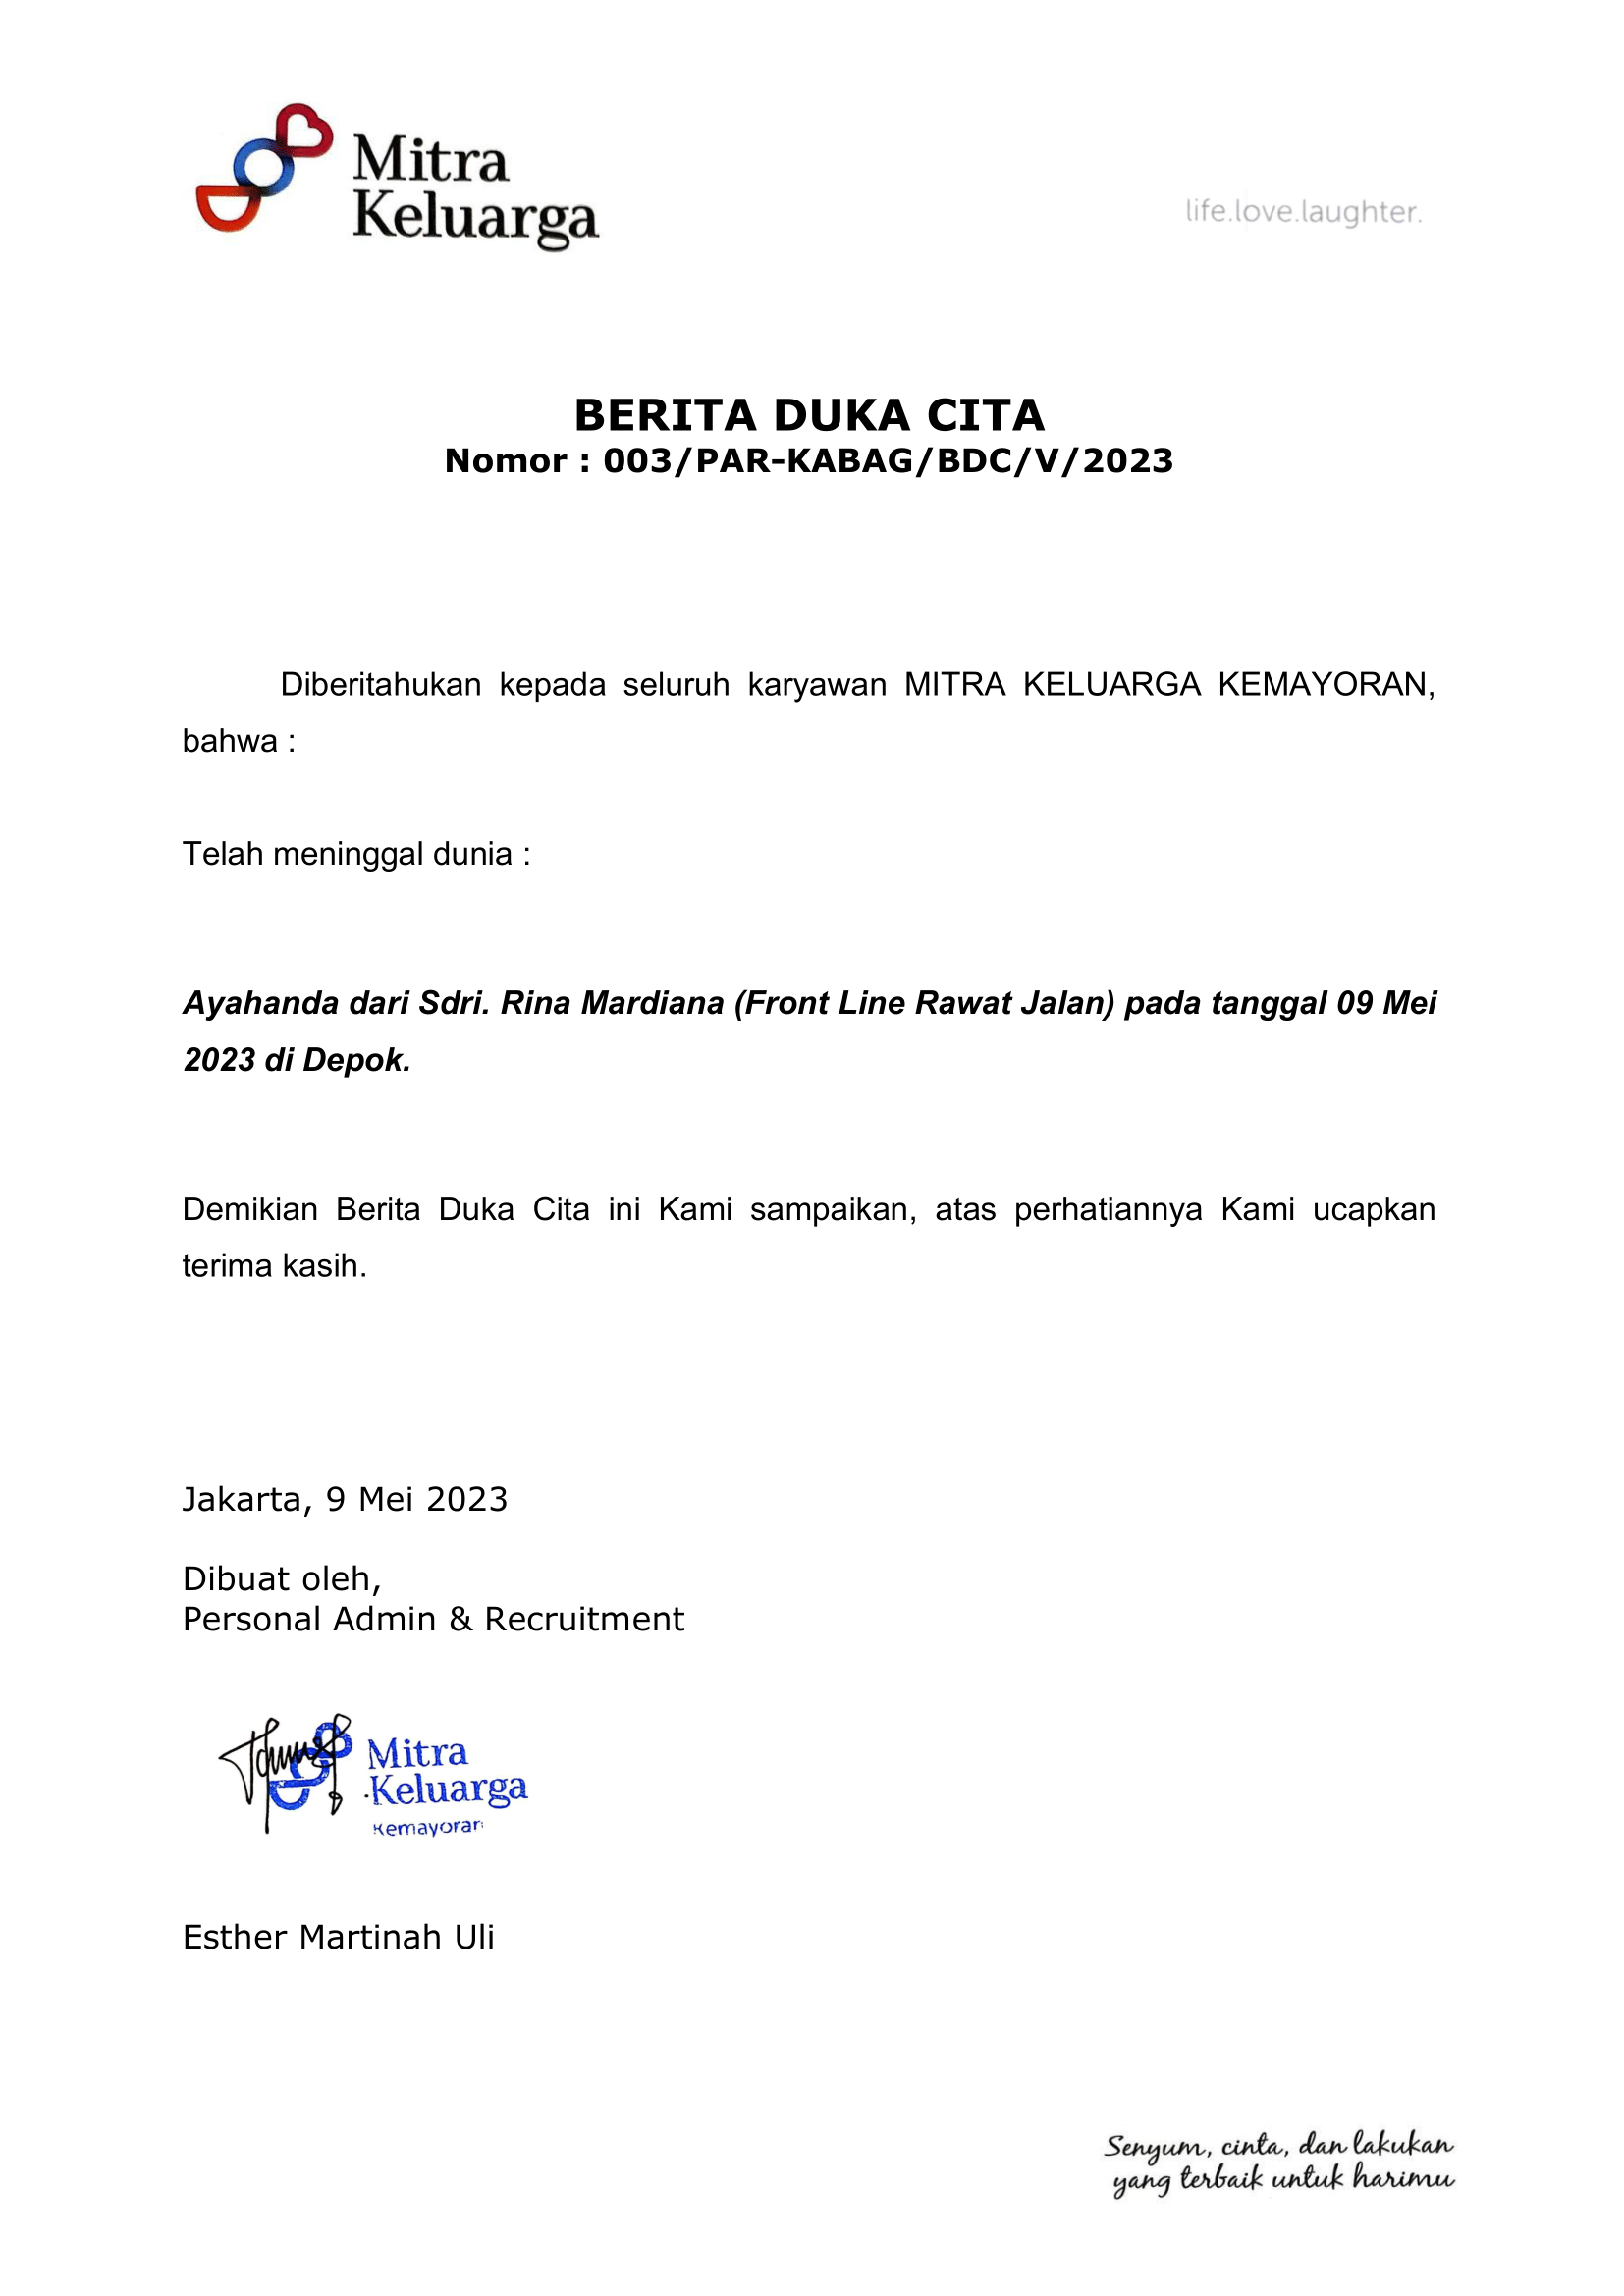 Mitra
Keluarga
life.love.laughter.
BERITA DUKA CITA
Nomor : 003/PAR-KABAG/BDC/V/2023
Diberitahukan kepada seluruh karyawan MITRA KELUARGA KEMAYORAN,
bahwa :
Telah meninggal dunia :
Ayahanda dari Sdri. Rina Mardiana (Front Line Rawat Jalan) pada tanggal 09 Mei
2023 di Depok.
Demikian Berita Duka Cita ini Kami sampaikan, atas perhatiannya Kami ucapkan
terima kasih.
Jakarta, 9 Mei 2023
Dibuat oleh,
Personal Admin & Recruitment
Mitra
Keluarga
Kemayoran
Esther Martinah Uli
Senyum, cinta, dan lakukan
yang terbaik untuk harimu